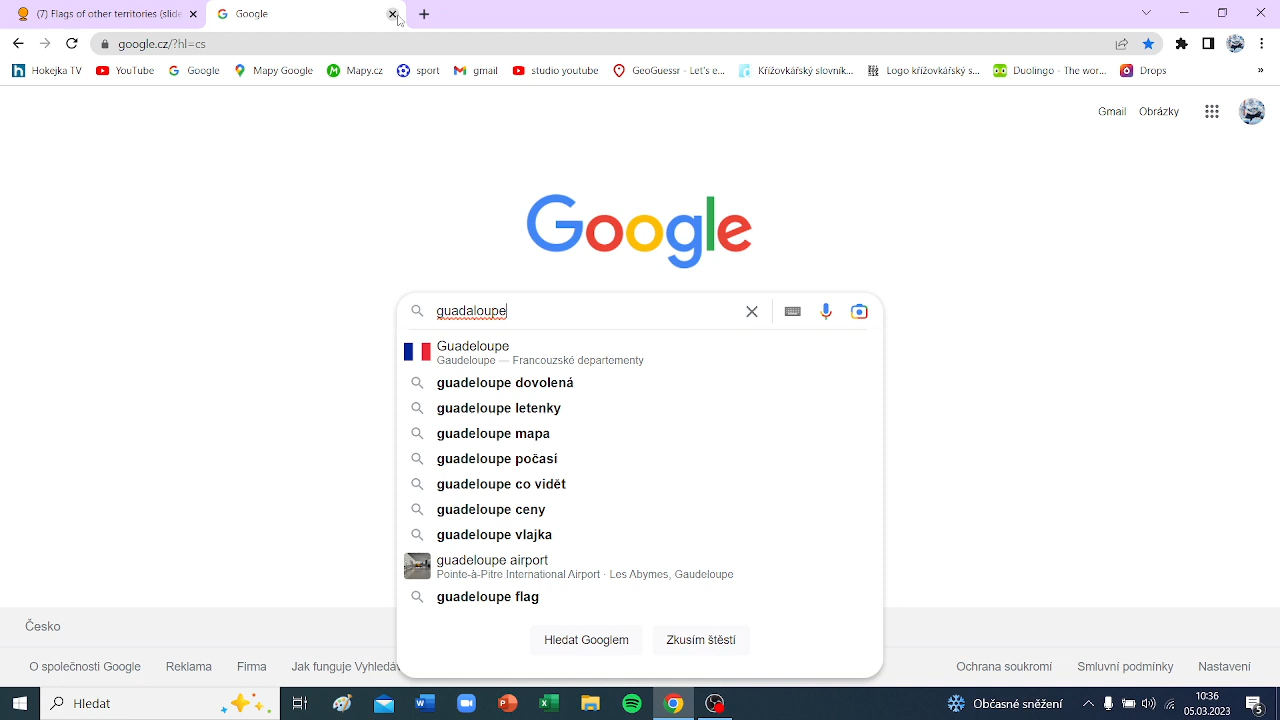 (7) Flags of other territories (slide
Google
google.cz/?hl=cs
Holojka TV
YouTube
Google
Mapy Google
Mapy.cz
sport
gmail
studio youtube
GeoGuessr - Let's e...
Křížovkářský slovník...
Logo křížovkářský s...
Duolingo - The wor...
Drops
»
Gmail
Obrázky
Google
guadaloupe
Guadeloupe
Gaudeloupe — Francouzské departementy
guadeloupe dovolená
guadeloupe letenky
guadeloupe mapa
guadeloupe počasí
guadeloupe co vidět
guadeloupe ceny
guadeloupe vlajka
guadeloupe airport
Pointe-à-Pitre International Airport · Les Abymes, Gaudeloupe
guadeloupe flag
Hledat Googlem
Zkusím štěstí
Česko
O společnosti Google
Reklama
Firma
Jak funguje Vyhledáv
Ochrana soukromí
Smluvní podmínky
Nastavení
Hledat
Občasné sněžení
10:36
05.03.2023